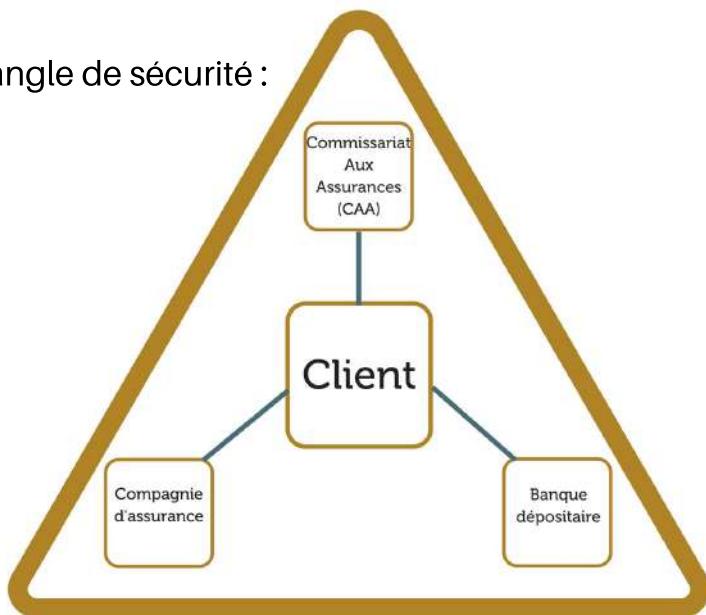 angle de sécurité :
Commissariat
Aux
Assurances
(CAA)
Client
Compagnie
d'assurance
Banque
dépositaire